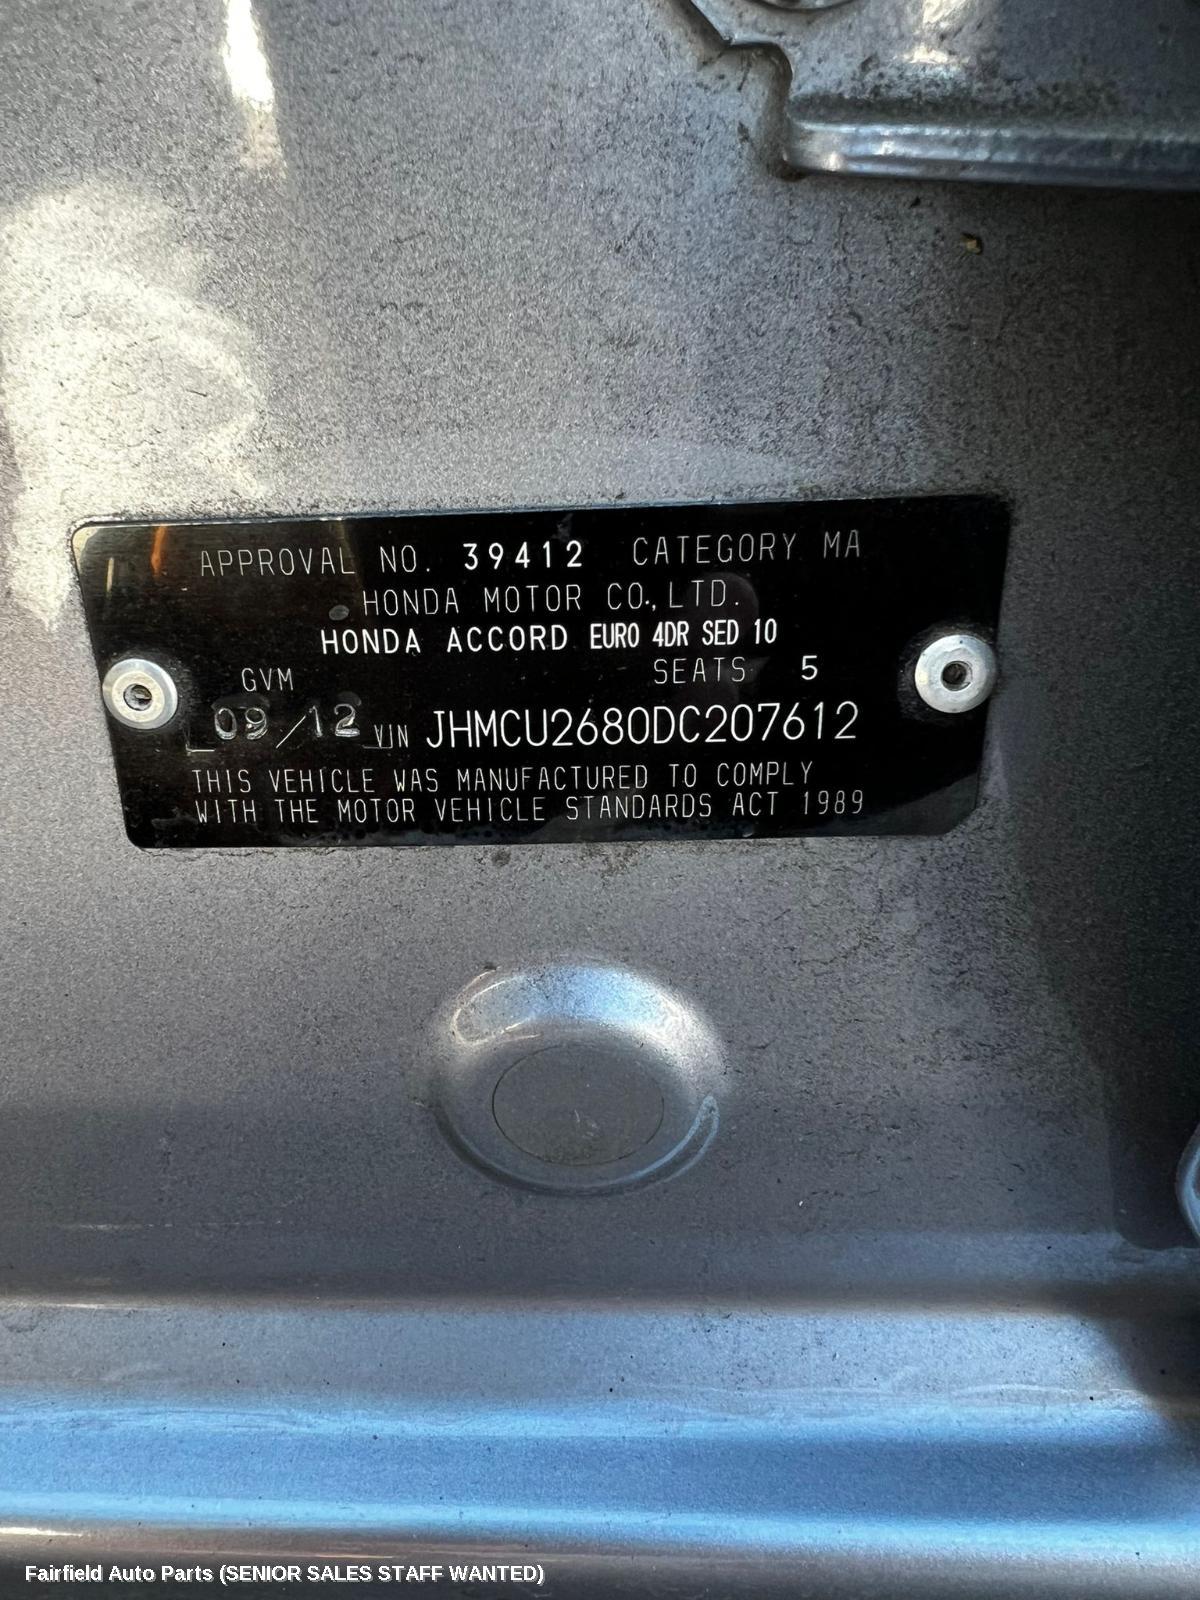 APPROVAL NO. 39412 CATEGORY MA
HONDA MOTOR CO.,LTD.
HONDA ACCORD EURO 4DR SED 10
GVM SEATS 5
09/12 VIN JHMCU2680DC207612
THIS VEHICLE WAS MANUFACTURED TO COMPLY
WITH THE MOTOR VEHICLE STANDARDS ACT 1989
Fairfield Auto Parts (SENIOR SALES STAFF WANTED)